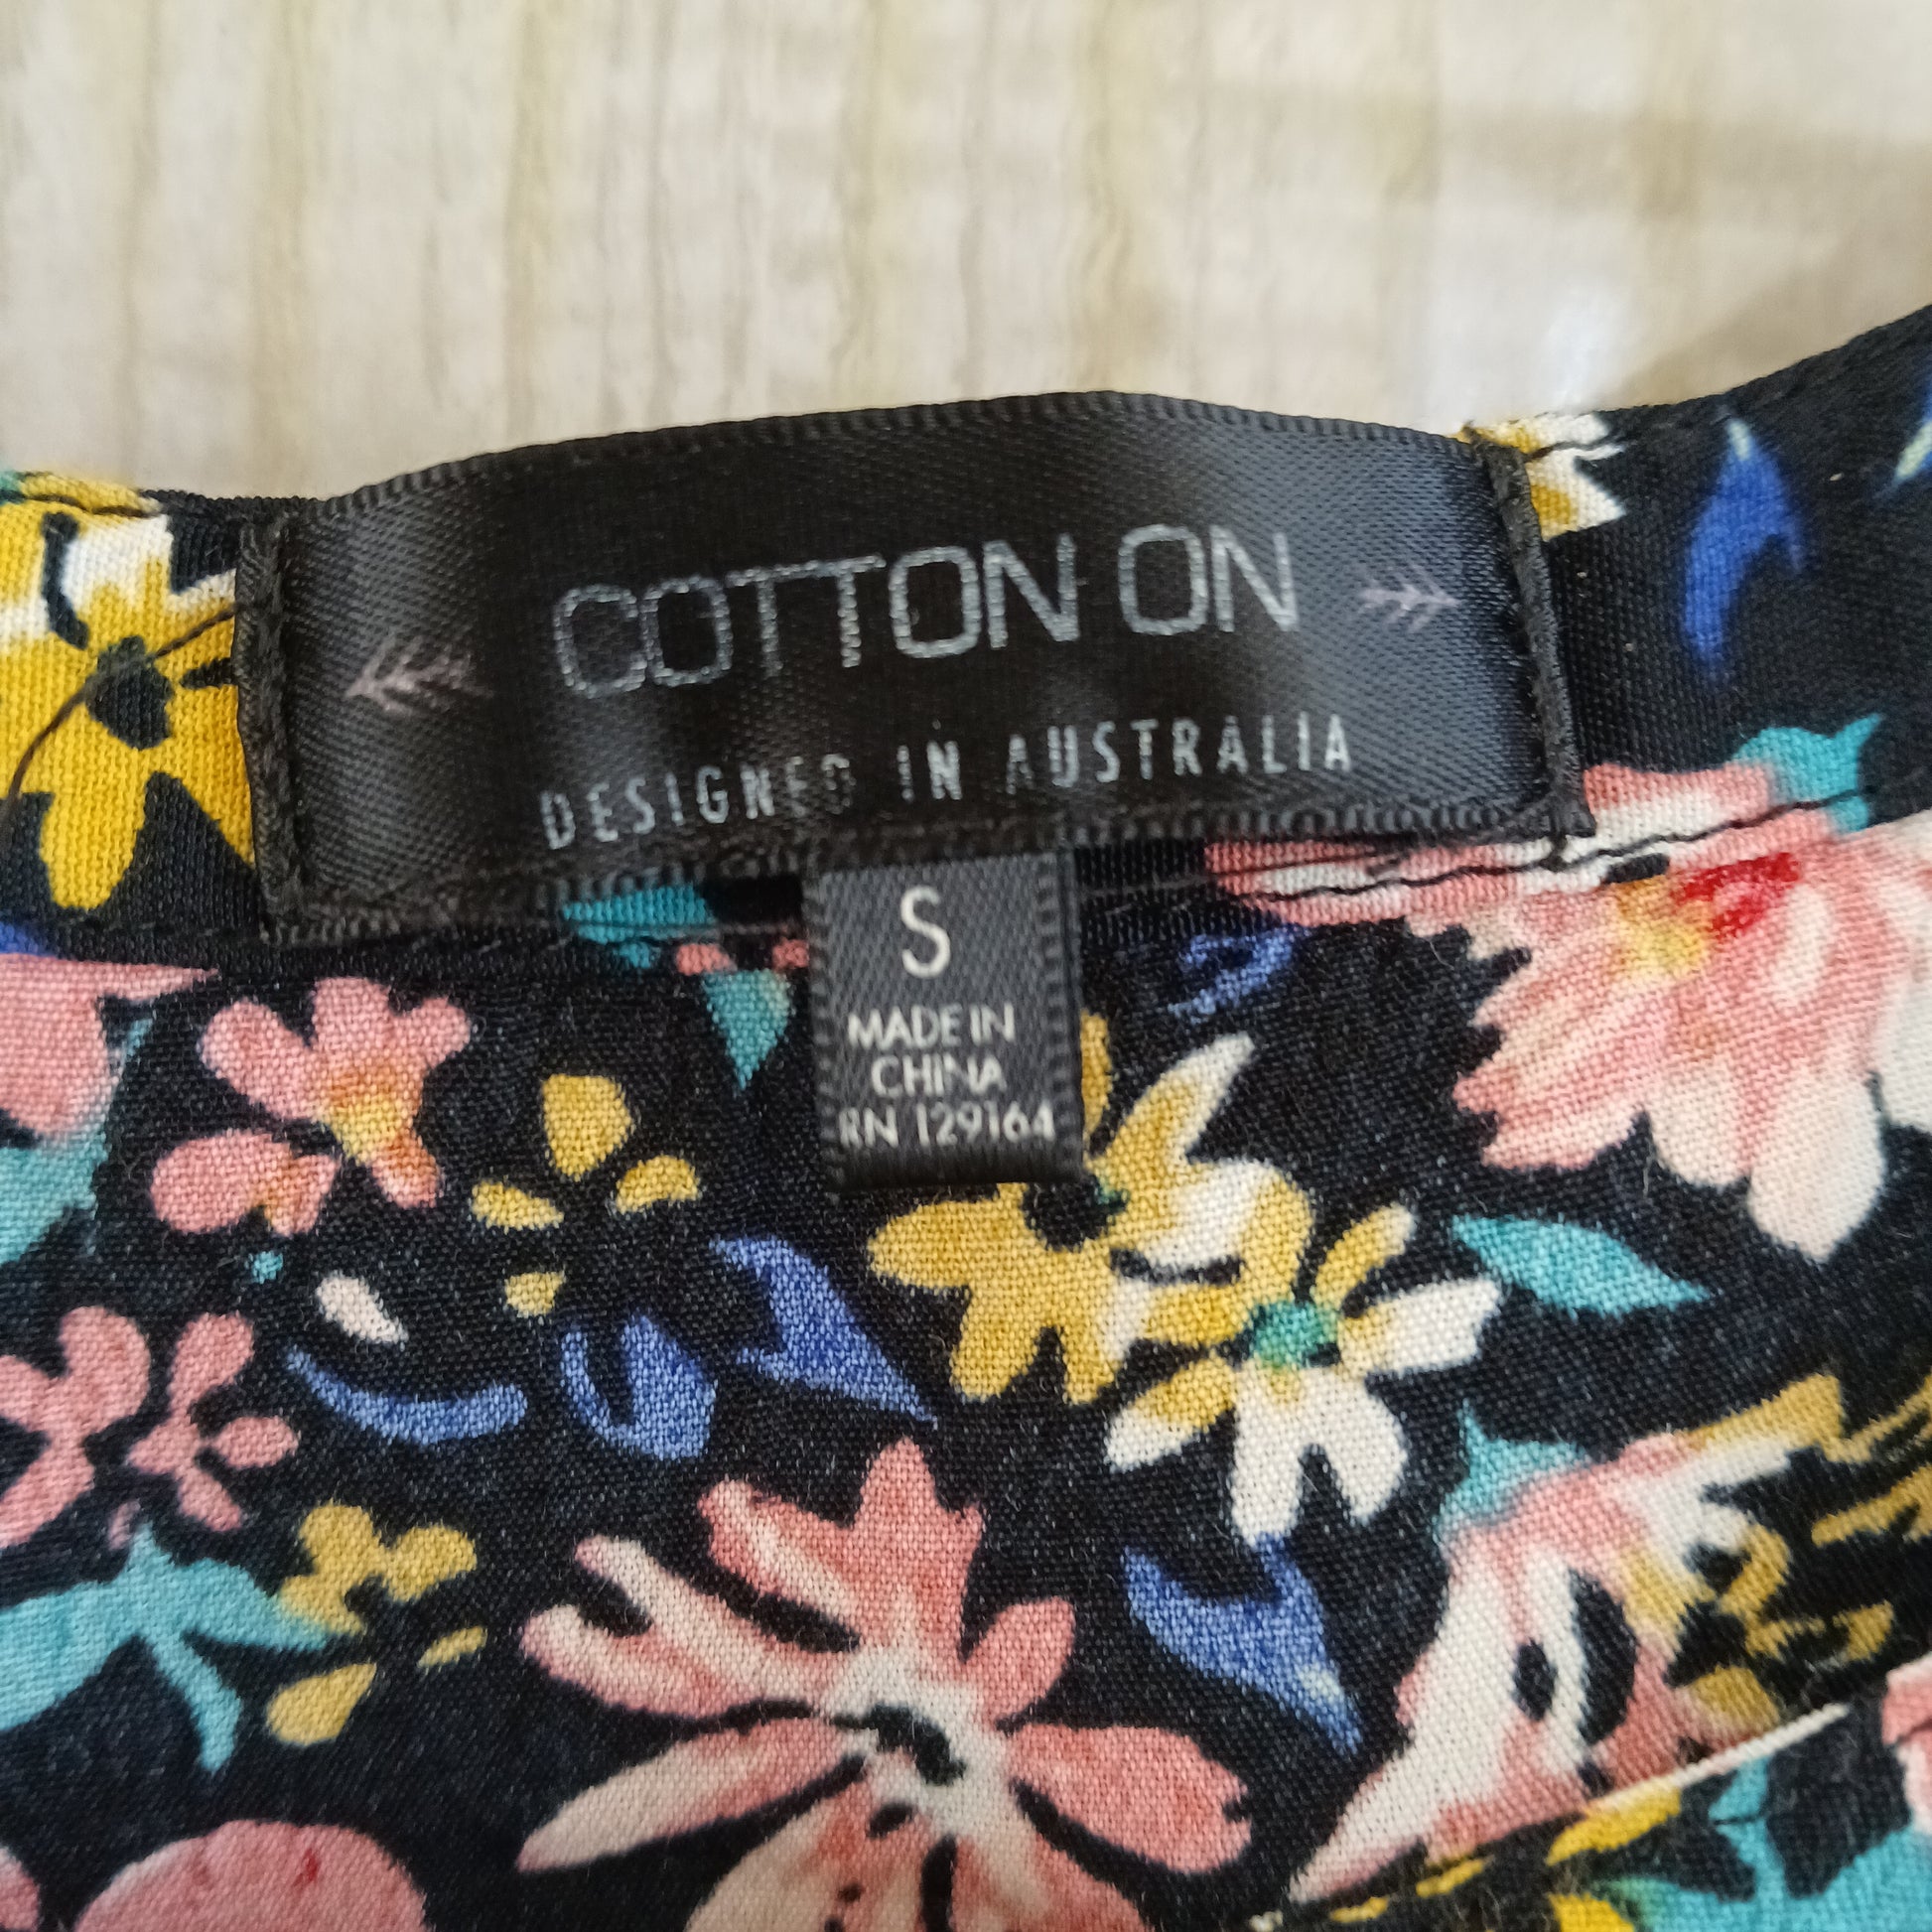 COTTON ON
DESIGNED IN AUSTRALIA
S
MADE IN
CHINA
RN 129164